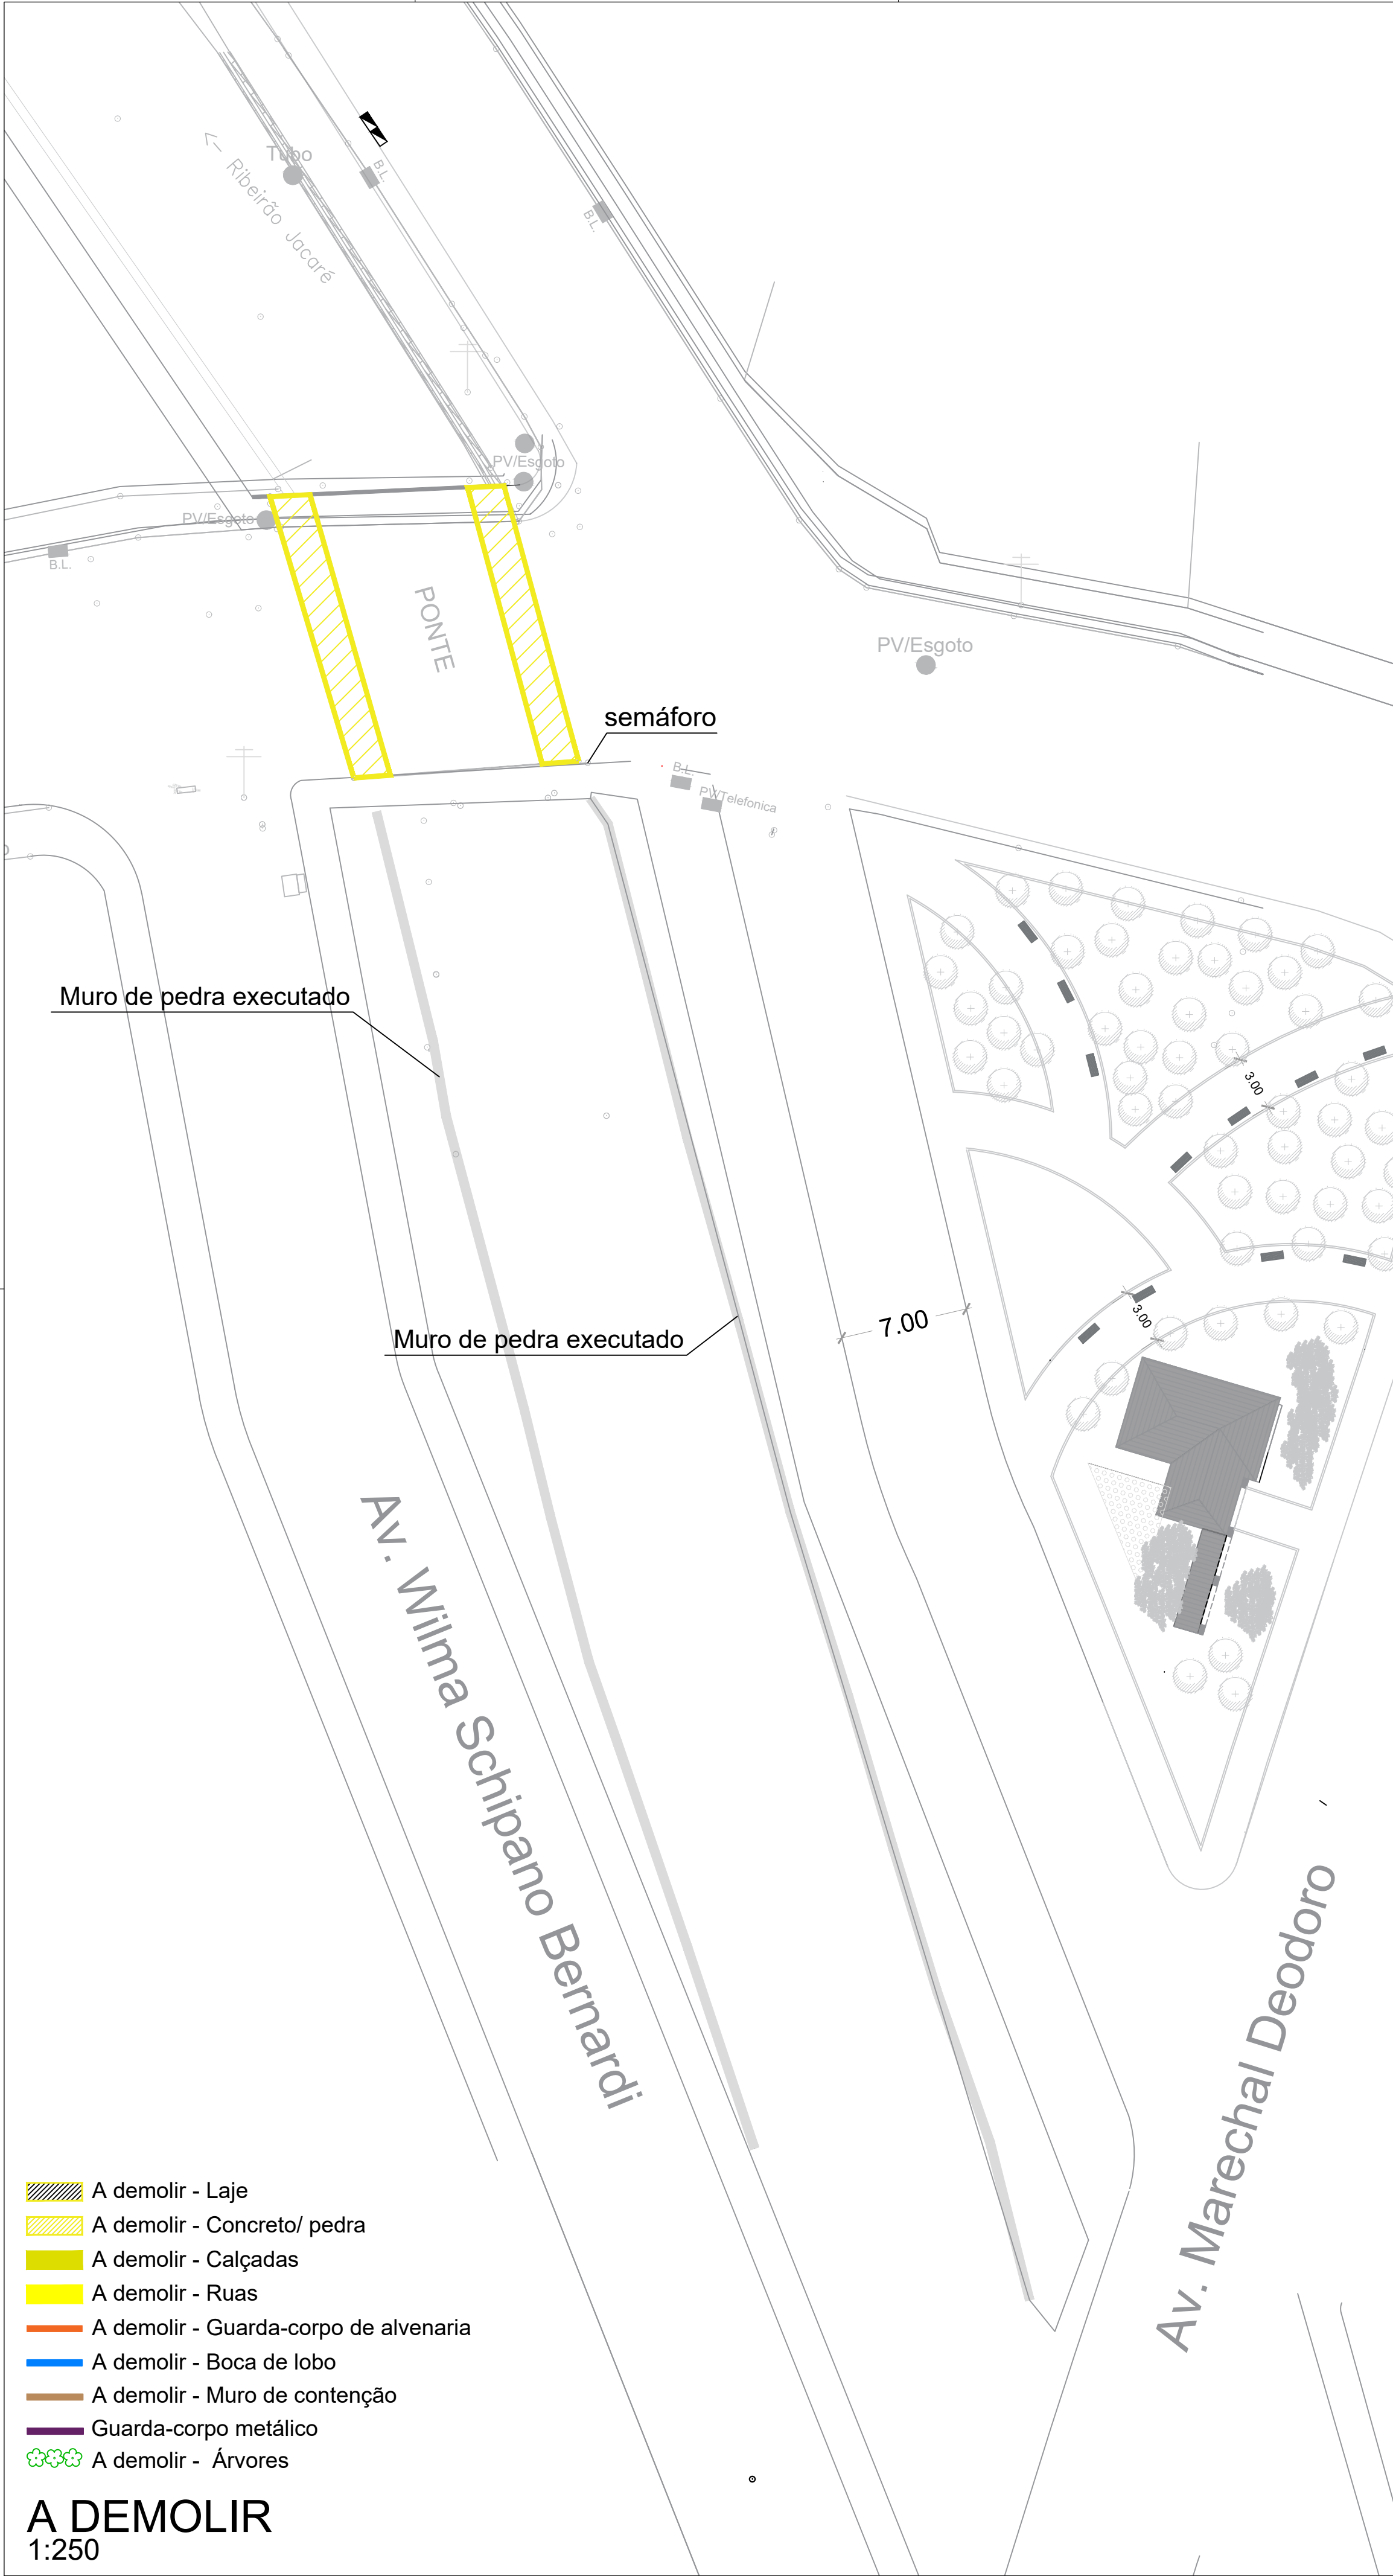 Tubo
B.L.
<- Ribeirão Jacaré
B.L.
PV/Esgoto
PV/Esgoto
B.L.
PONTE
PV/Esgoto
semáforo
B.L.
PV/Telefonica
Muro de pedra executado
3.00
7.00
3.00
Muro de pedra executado
Av. Wilma Schipano Bernardi
Av. Marechal Deodoro
A demolir - Laje
A demolir - Concreto/ pedra
A demolir - Calçadas
A demolir - Ruas
A demolir - Guarda-corpo de alvenaria
A demolir - Boca de lobo
A demolir - Muro de contenção
Guarda-corpo metálico
A demolir - Árvores
A DEMOLIR
1:250